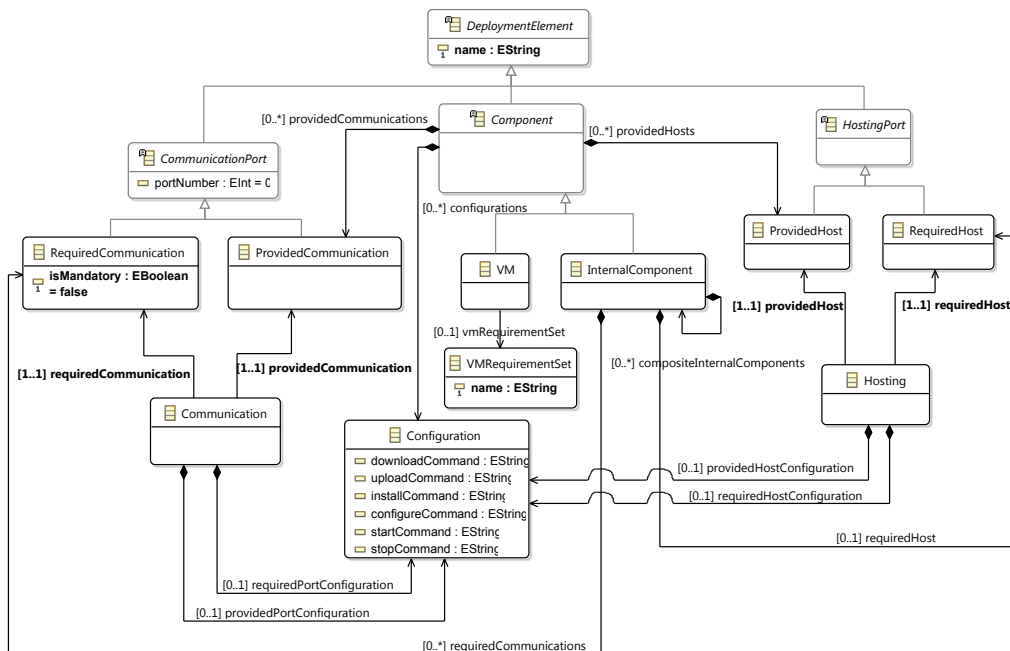 DeploymentElement
name : EString
[0..*] providedCommunications
Component
[0..*] providedHosts
HostingPort
CommunicationPort
portNumber : EInt = 0
[0..*] configurations
RequiredCommunication
isMandatory : EBoolean
= false
ProvidedCommunication
VM
InternalComponent
ProvidedHost
RequiredHost
[1..1] providedHost
[1..1] requiredHost
[0..1] vmRequirementSet
VMRequirementSet
name : EString
[0..*] compositeInternalComponents
[1..1] requiredCommunication
[1..1] providedCommunication
Hosting
Communication
Configuration
downloadCommand : EString
uploadCommand : EString
installCommand : EString
configureCommand : EString
startCommand : EString
stopCommand : EString
[0..1] providedHostConfiguration
[0..1] requiredHostConfiguration
[0..1] requiredHost
[0..1] requiredPortConfiguration
[0..1] providedPortConfiguration
[0..*] requiredCommunications